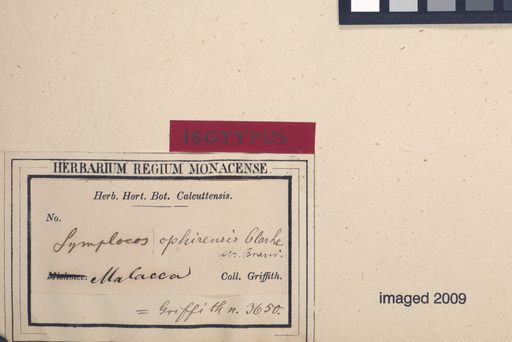 ISOTYPUS
HERBARIUM REGIUM MONACENSE
Herb. Hort. Bot. Calcuttensis.
No.
Symplocos ophirensis Clarke
Malacca Coll. Griffith.
= Griffith n. 3650.
imaged 2009